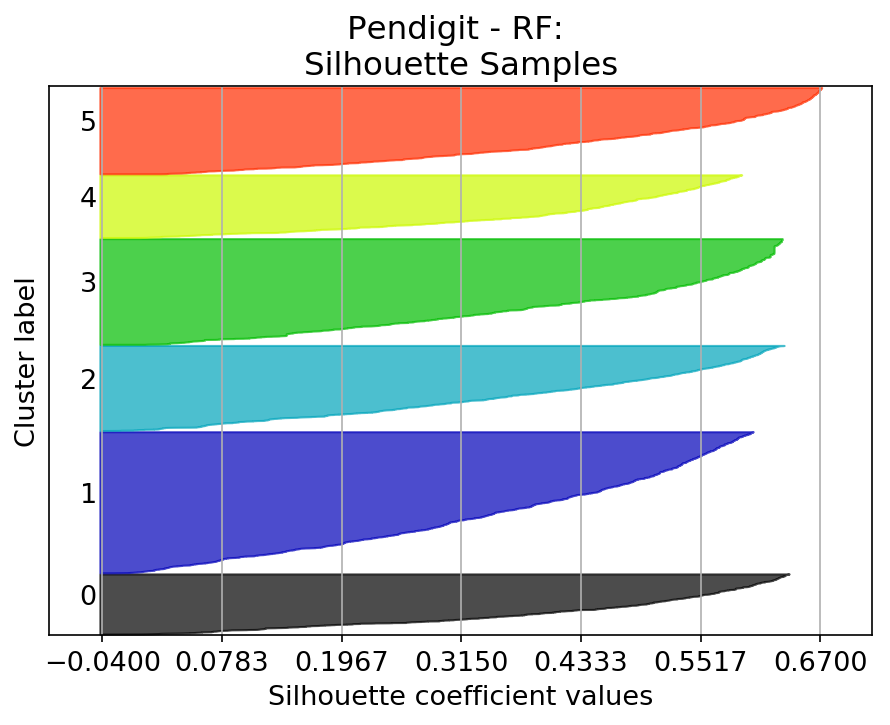 Pendigit - RF:
Silhouette Samples
Cluster label
5
4
3
2
1
0
−0.0400 0.0783 0.1967 0.3150 0.4333 0.5517 0.6700
Silhouette coefficient values